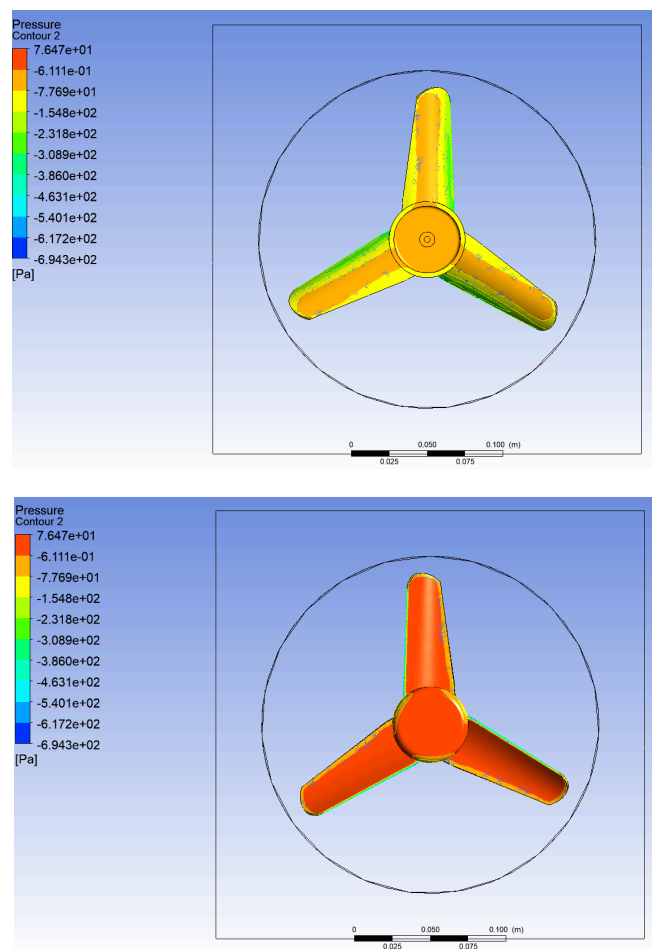 Pressure
Contour 2
7.647e+01
-6.111e-01
-7.769e+01
-1.548e+02
-2.318e+02
-3.089e+02
-3.860e+02
-4.631e+02
-5.401e+02
-6.172e+02
-6.943e+02
[Pa]
0 0.050 0.100 (m)
0.025 0.075
Pressure
Contour 2
7.647e+01
-6.111e-01
-7.769e+01
-1.548e+02
-2.318e+02
-3.089e+02
-3.860e+02
-4.631e+02
-5.401e+02
-6.172e+02
-6.943e+02
[Pa]
0 0.050 0.100 (m)
0.025 0.075